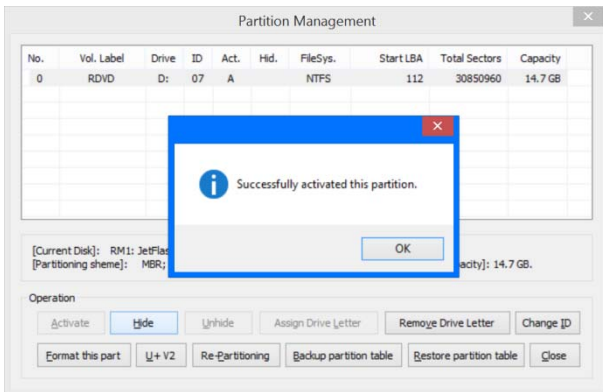 Partition Management
No. Vol. Label Drive ID Act. Hid. FileSys. Start LBA Total Sectors Capacity
0 RDVD D: 07 A NTFS 112 30850960 14.7 GB
Successfully activated this partition.
OK
[Current Disk]: RM1: JetFlas
[Partitioning sheme]: MBR; acity]: 14.7 GB.
Operation
Activate Hide Unhide Assign Drive Letter Remove Drive Letter Change ID
Format this part U+ V2 Re-Partitioning Backup partition table Restore partition table Close